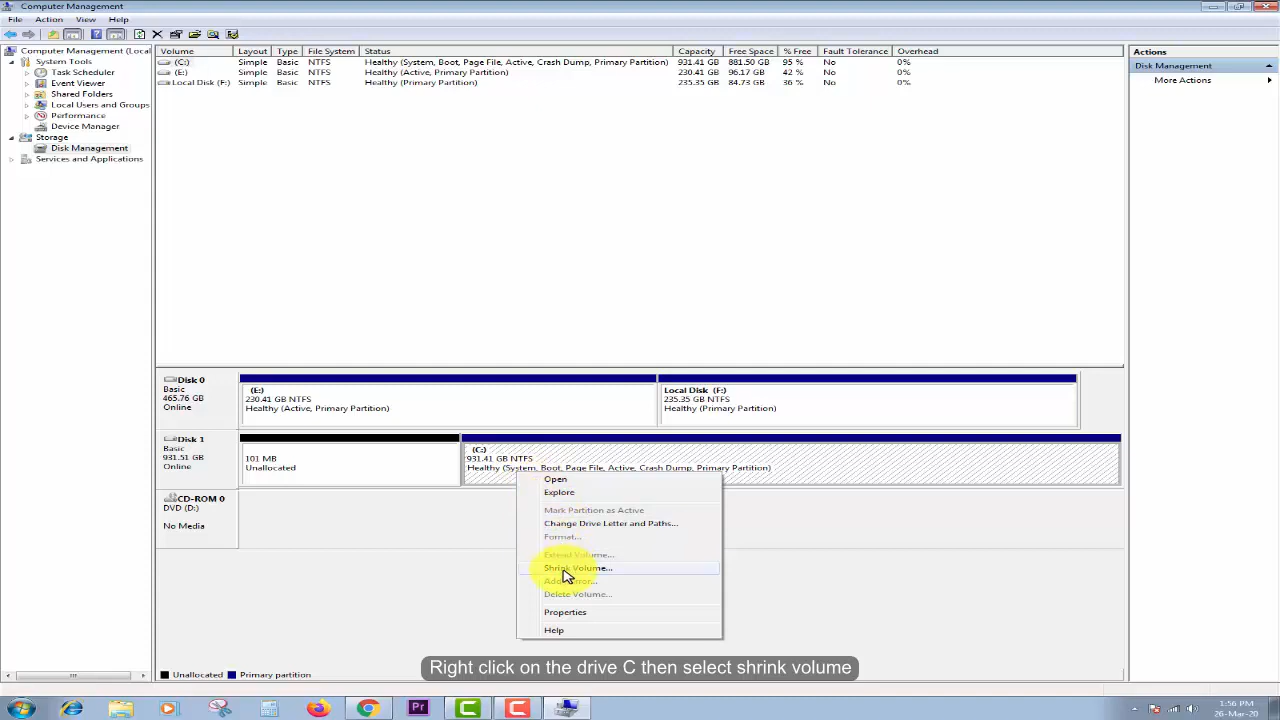 Computer Management
File Action View Help
Computer Management (Local
System Tools
Task Scheduler
Event Viewer
Shared Folders
Local Users and Groups
Performance
Device Manager
Storage
Disk Management
Services and Applications
Volume Layout Type File System Status Capacity Free Space % Free Fault Tolerance Overhead
(C:) Simple Basic NTFS Healthy (System, Boot, Page File, Active, Crash Dump, Primary Partition) 931.41 GB 881.50 GB 95 % No 0%
(E:) Simple Basic NTFS Healthy (Active, Primary Partition) 230.41 GB 96.17 GB 42 % No 0%
Local Disk (F:) Simple Basic NTFS Healthy (Primary Partition) 235.35 GB 84.73 GB 36 % No 0%
Actions
Disk Management
More Actions
Disk 0
Basic
465.76 GB
Online
(E:)
230.41 GB NTFS
Healthy (Active, Primary Partition)
Local Disk (F:)
235.35 GB NTFS
Healthy (Primary Partition)
Disk 1
Basic
931.51 GB
Online
101 MB
Unallocated
(C:)
931.41 GB NTFS
Healthy (System, Boot, Page File, Active, Crash Dump, Primary Partition)
CD-ROM 0
DVD (D:)
No Media
Open
Explore
Mark Partition as Active
Change Drive Letter and Paths...
Format...
Extend Volume...
Shrink Volume...
Delete Volume...
Properties
Help
Right click on the drive C then select shrink volume
Unallocated Primary partition
Pr
1:56 PM
26-Mar-20